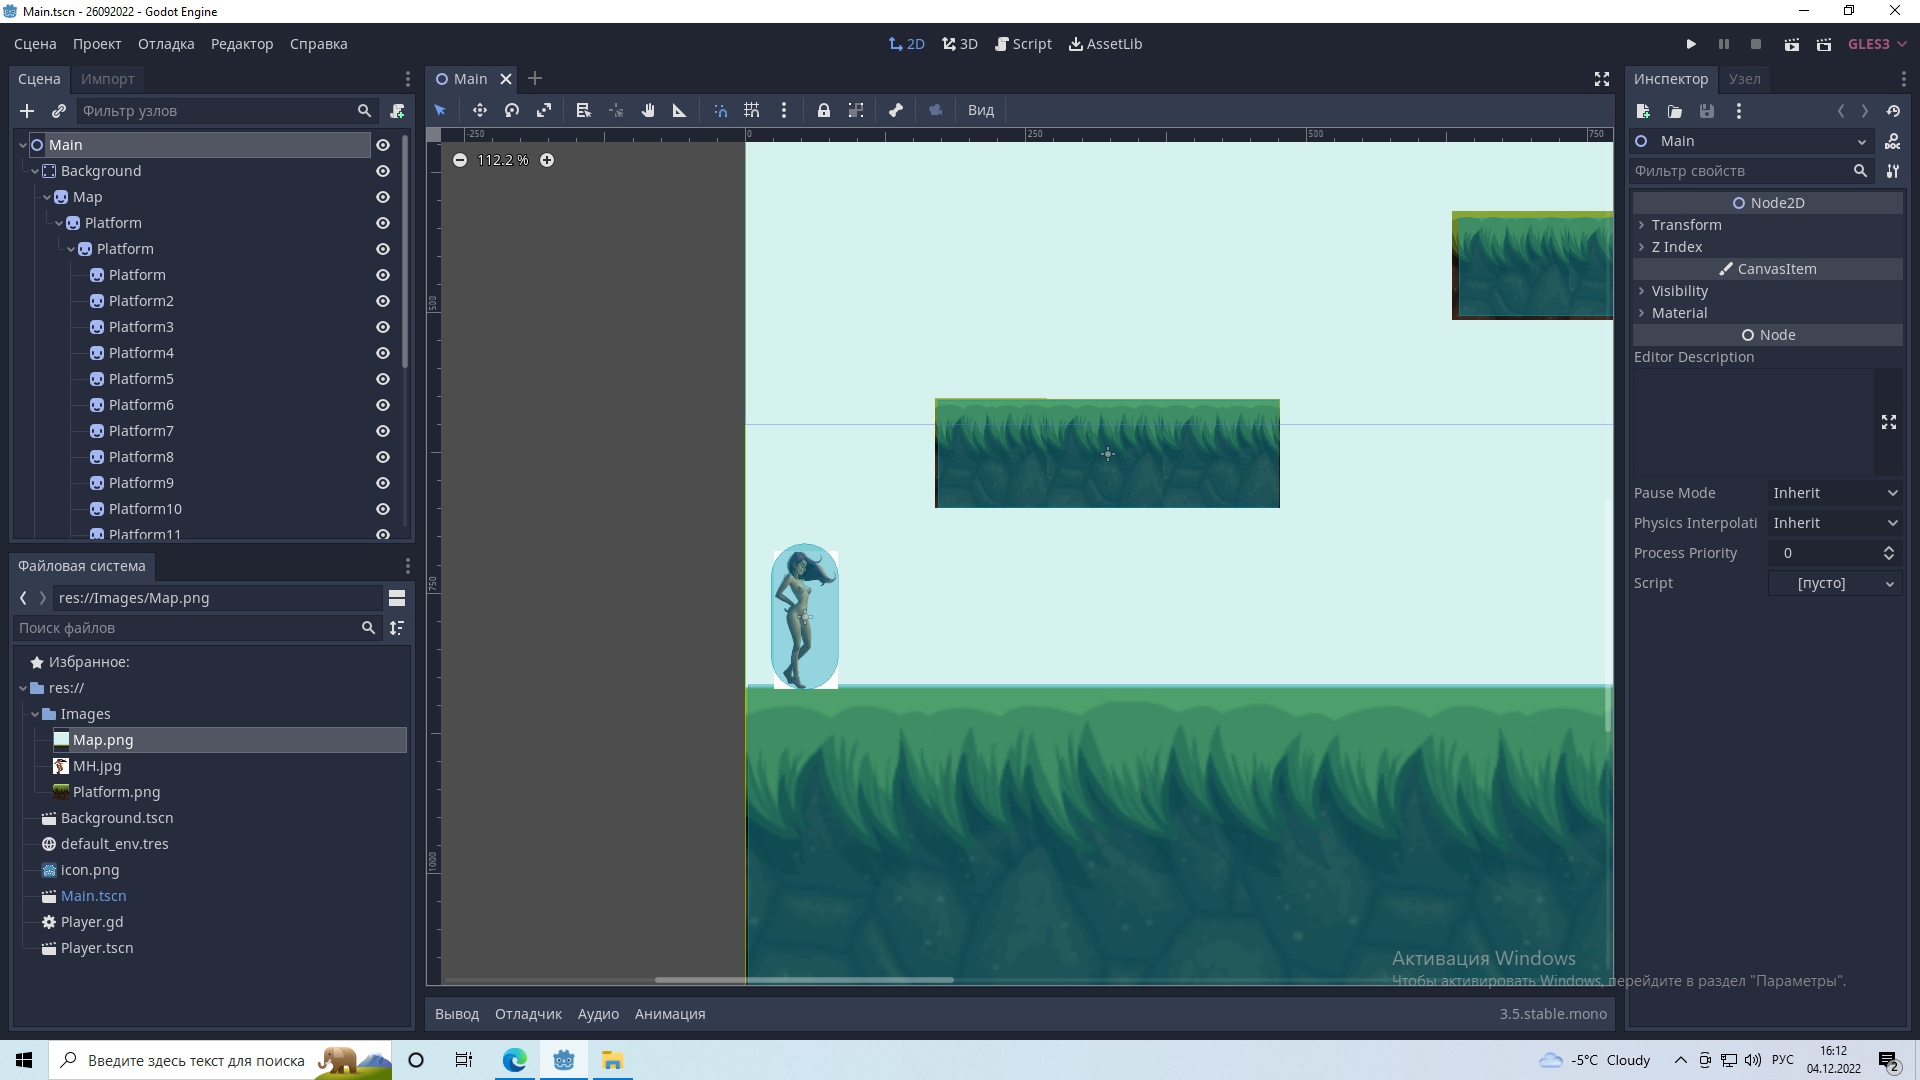 Main.tscn - 26092022 - Godot Engine
Сцена Проект Отладка Редактор Справка
2D 3D Script AssetLib
GLES3
Сцена Импорт
Фильтр узлов
Main
Background
Map
Platform
Platform
Platform
Platform2
Platform3
Platform4
Platform5
Platform6
Platform7
Platform8
Platform9
Platform10
Platform11
Файловая система
res://Images/Map.png
Поиск файлов
Избранное:
res://
Images
Map.png
MH.jpg
Platform.png
Background.tscn
default_env.tres
icon.png
Main.tscn
Player.gd
Player.tscn
Main
Вид
-250 0 250 500 750
112.2 %
500
750
1000
Вывод Отладчик Аудио Анимация
3.5.stable.mono
Инспектор Узел
Main
Фильтр свойств
Node2D
Transform
Z Index
CanvasItem
Visibility
Material
Node
Editor Description
Pause Mode Inherit
Physics Interpolati Inherit
Process Priority 0
Script [пусто]
Активация Windows
Чтобы активировать Windows, перейдите в раздел "Параметры".
Введите здесь текст для поиска
-5°C Cloudy
РУС
16:12
04.12.2022
2